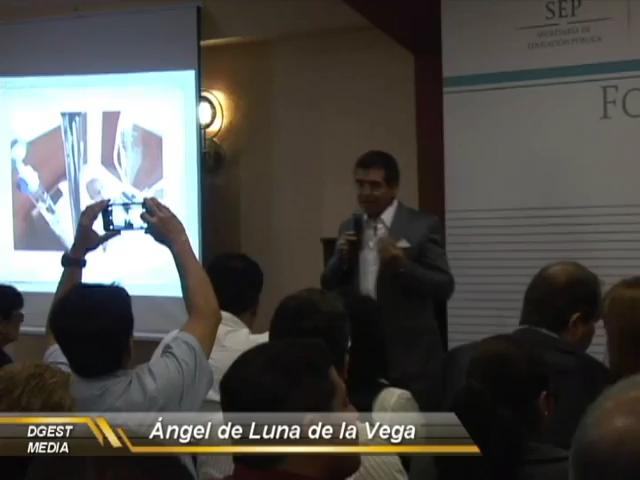 SEP
SECRETARÍA DE
EDUCACIÓN PÚBLICA
FO
DGEST
MEDIA
Ángel de Luna de la Vega